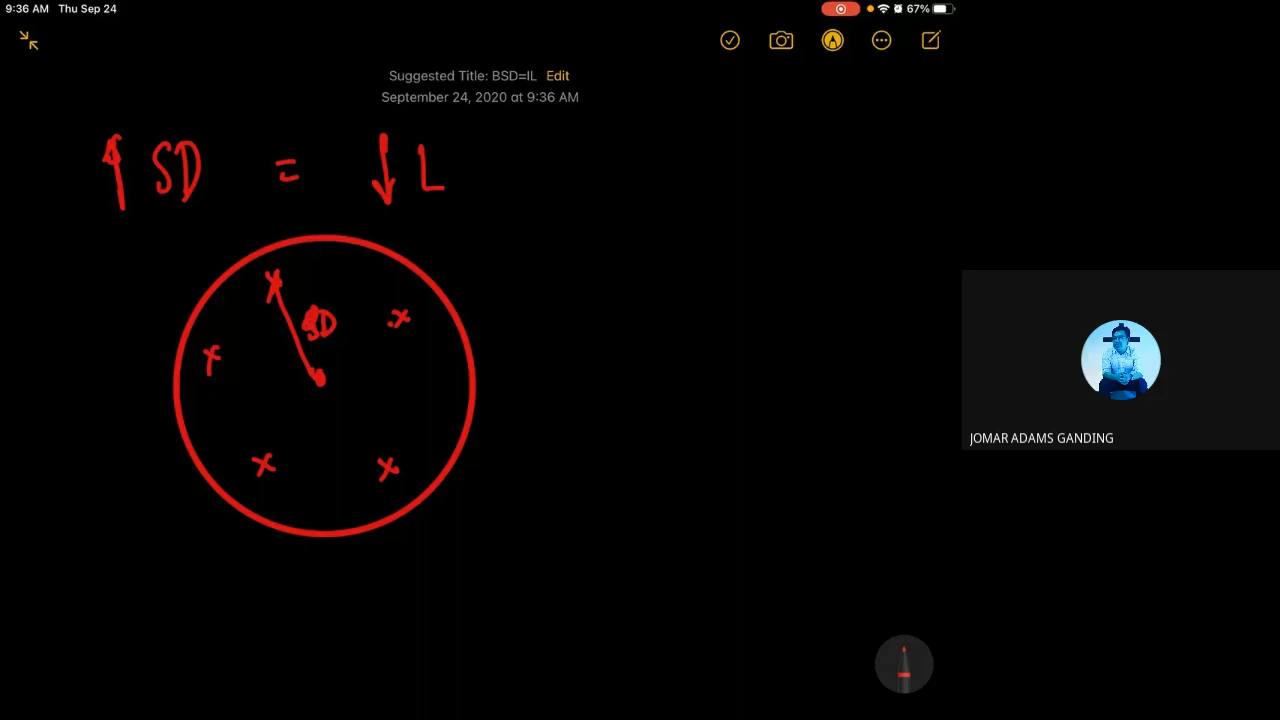 9:36 AM Thu Sep 24
67%
Suggested Title: BSD=IL Edit
September 24, 2020 at 9:36 AM
↑ SD = ↓ L
x
SD
x
x
x
x
JOMAR ADAMS GANDING